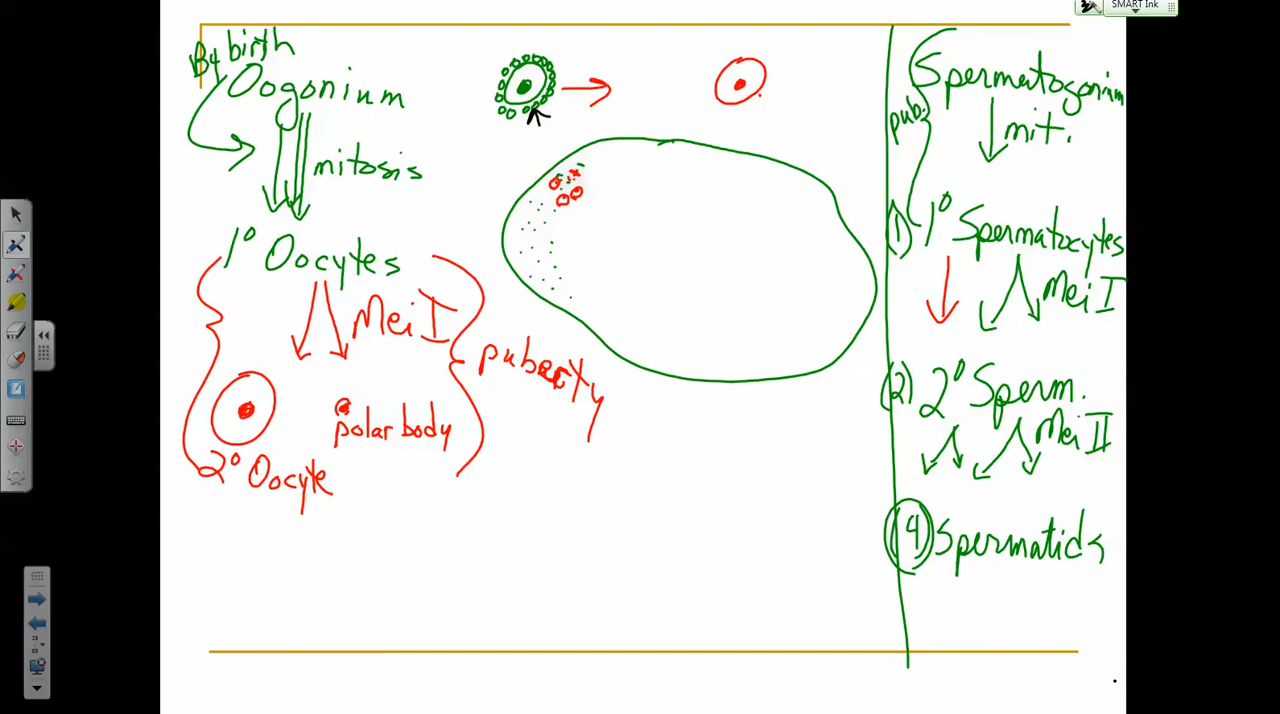 SMART Ink
By birth
Oogonium
mitosis
1° Oocytes
Mei I
puberty
polar body
2° Oocyte
Spermatogonium
pub.
mit.
(1) 1° Spermatocytes
Mei I
(2) 2° Sperm.
Mei II
(4) Spermatids